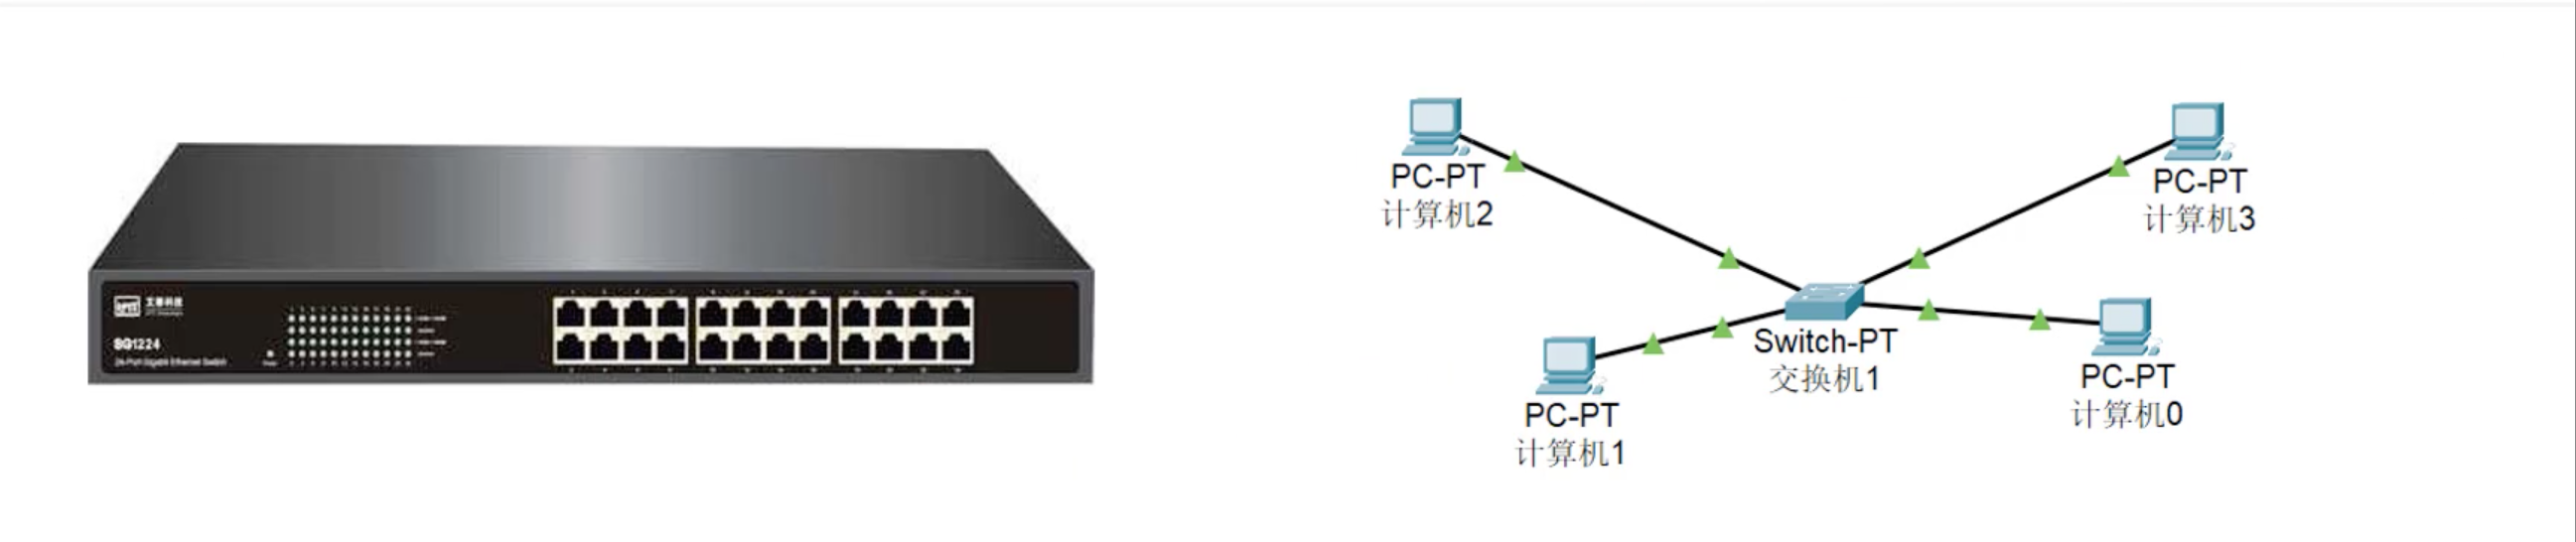 SG1224
24-Port Gigabit Ethernet Switch
PC-PT
计算机2
PC-PT
计算机3
Switch-PT
交换机1
PC-PT
计算机0
PC-PT
计算机1